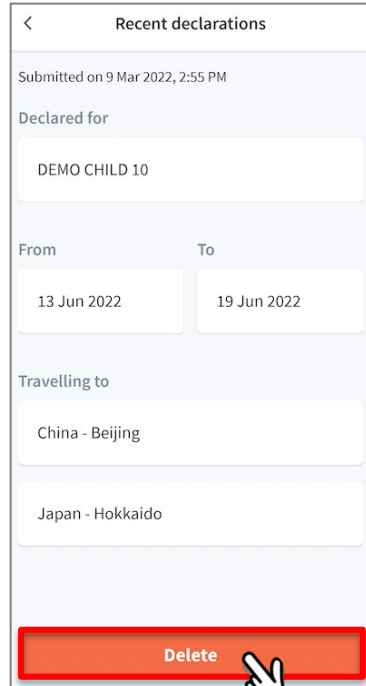 Recent declarations
Submitted on 9 Mar 2022, 2:55 PM
Declared for
DEMO CHILD 10
From To
13 Jun 2022 19 Jun 2022
Travelling to
China - Beijing
Japan - Hokkaido
Delete